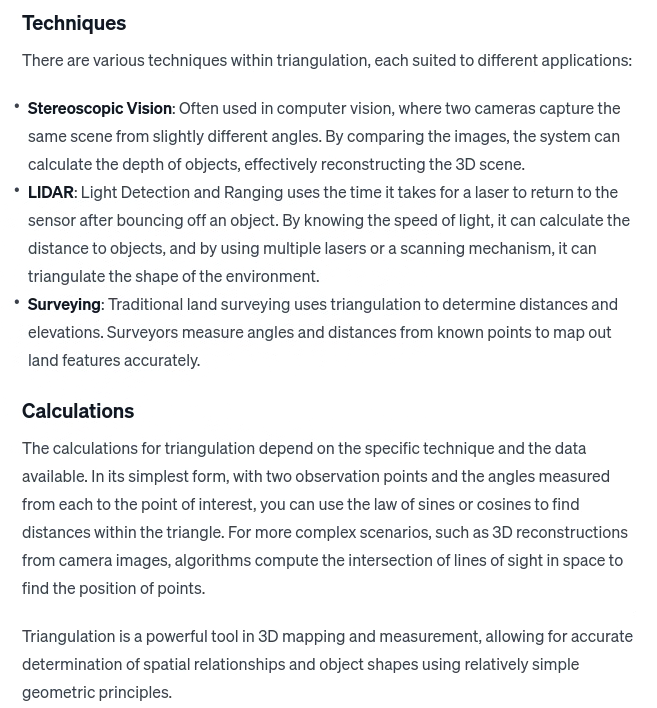 Techniques
There are various techniques within triangulation, each suited to different applications:
• Stereoscopic Vision: Often used in computer vision, where two cameras capture the
same scene from slightly different angles. By comparing the images, the system can
calculate the depth of objects, effectively reconstructing the 3D scene.
• LIDAR: Light Detection and Ranging uses the time it takes for a laser to return to the
sensor after bouncing off an object. By knowing the speed of light, it can calculate the
distance to objects, and by using multiple lasers or a scanning mechanism, it can
triangulate the shape of the environment.
• Surveying: Traditional land surveying uses triangulation to determine distances and
elevations. Surveyors measure angles and distances from known points to map out
land features accurately.
Calculations
The calculations for triangulation depend on the specific technique and the data
available. In its simplest form, with two observation points and the angles measured
from each to the point of interest, you can use the law of sines or cosines to find
distances within the triangle. For more complex scenarios, such as 3D reconstructions
from camera images, algorithms compute the intersection of lines of sight in space to
find the position of points.
Triangulation is a powerful tool in 3D mapping and measurement, allowing for accurate
determination of spatial relationships and object shapes using relatively simple
geometric principles.